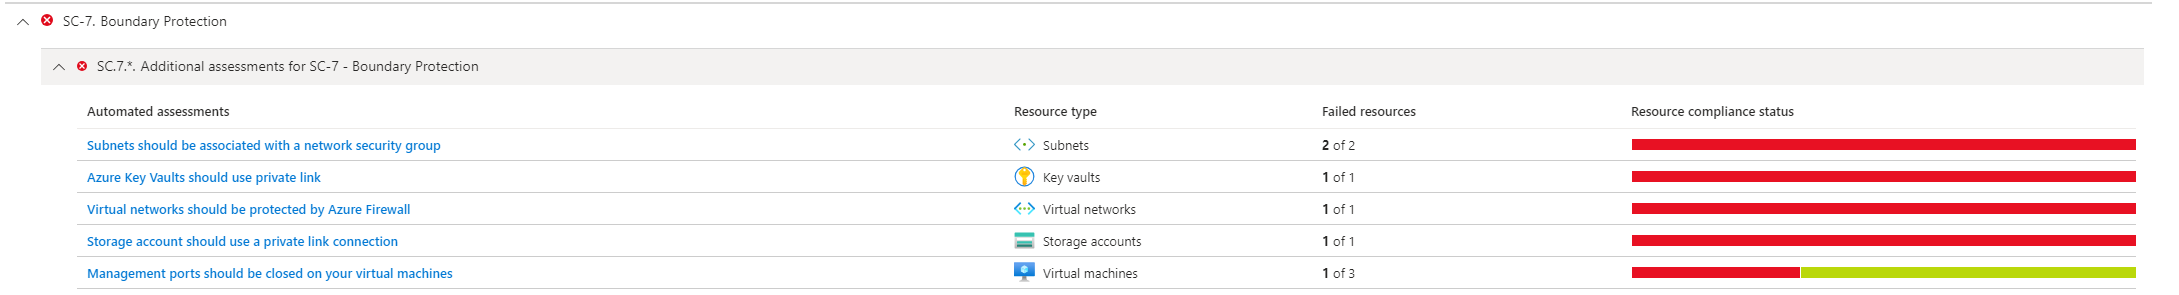 SC-7. Boundary Protection
SC.7.*. Additional assessments for SC-7 - Boundary Protection
Automated assessments Resource type Failed resources Resource compliance status
Subnets should be associated with a network security group Subnets 2 of 2
Azure Key Vaults should use private link Key vaults 1 of 1
Virtual networks should be protected by Azure Firewall Virtual networks 1 of 1
Storage account should use a private link connection Storage accounts 1 of 1
Management ports should be closed on your virtual machines Virtual machines 1 of 3